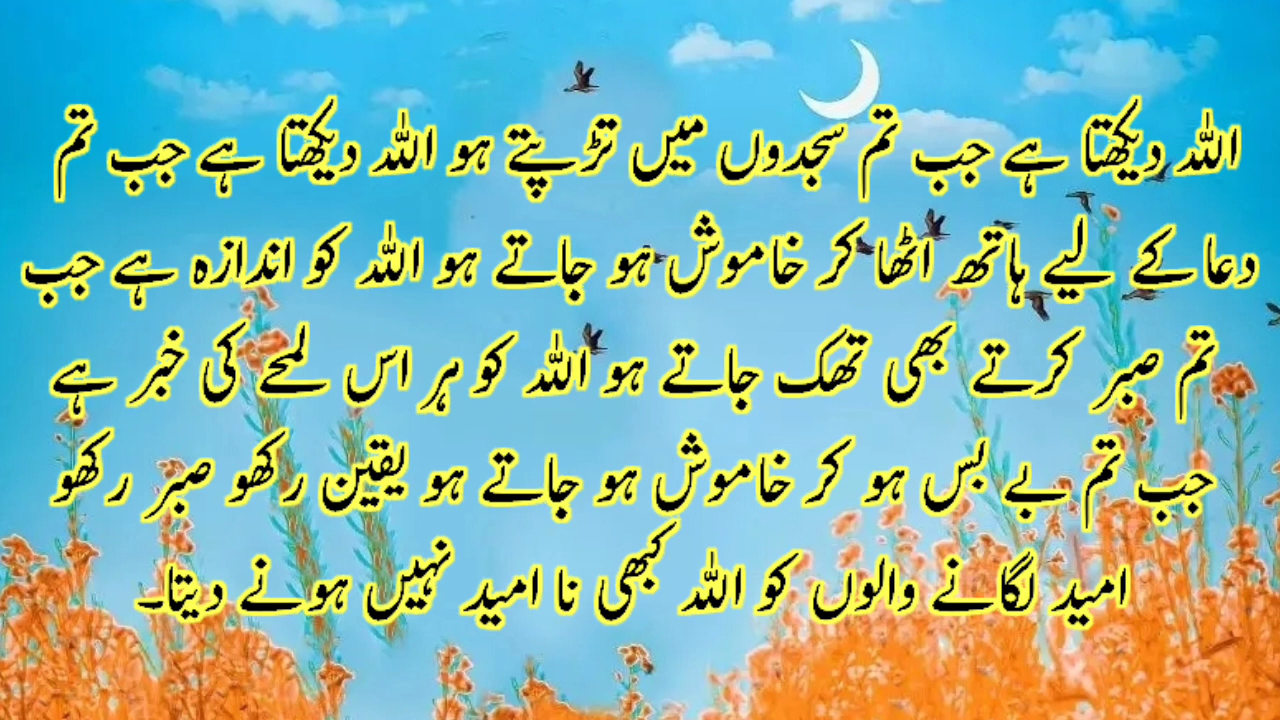 اللہ دیکھتا ہے جب تم سجدوں میں تڑپتے ہو اللہ دیکھتا ہے جب تم
دعا کے لیے ہاتھ اٹھا کر خاموش ہو جاتے ہو اللہ کو اندازہ ہے جب
تم صبر کرتے بھی تھک جاتے ہو اللہ کو ہر اس لمحے کی خبر ہے
جب تم بے بس ہو کر خاموش ہو جاتے ہو یقین رکھو صبر رکھو
امید لگانے والوں کو اللہ کبھی نا امید نہیں ہونے دیتا۔